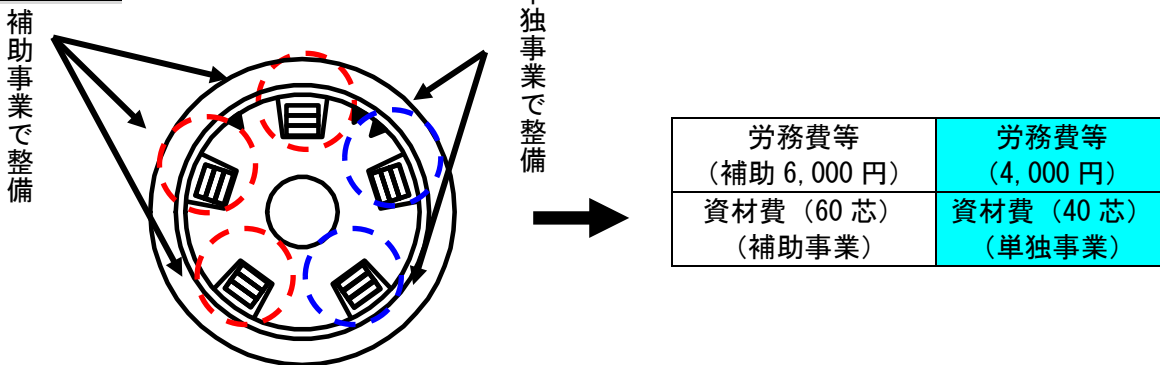 補助事業で整備
独事業で整備
労務費等
(補助 6,000 円)
労務費等
(4,000 円)
資材費(60 芯)
(補助事業)
資材費(40 芯)
(単独事業)